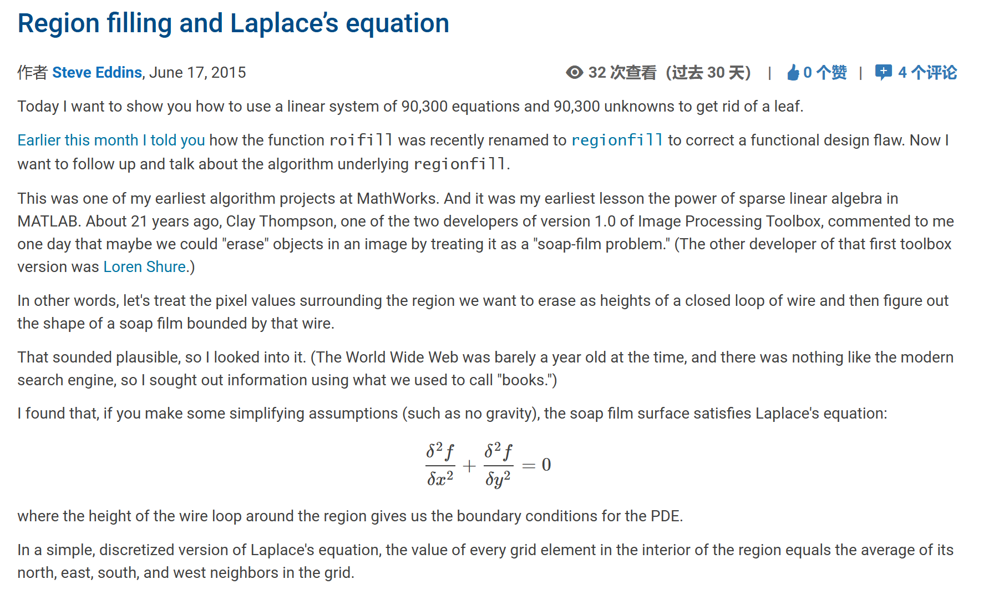 Region filling and Laplace’s equation
作者 Steve Eddins, June 17, 2015
32 次查看（过去 30 天） | 0 个赞 | 4 个评论
Today I want to show you how to use a linear system of 90,300 equations and 90,300 unknowns to get rid of a leaf.
Earlier this month I told you how the function roifill was recently renamed to regionfill to correct a functional design flaw. Now I
want to follow up and talk about the algorithm underlying regionfill.
This was one of my earliest algorithm projects at MathWorks. And it was my earliest lesson the power of sparse linear algebra in
MATLAB. About 21 years ago, Clay Thompson, one of the two developers of version 1.0 of Image Processing Toolbox, commented to me
one day that maybe we could "erase" objects in an image by treating it as a "soap-film problem." (The other developer of that first toolbox
version was Loren Shure.)
In other words, let's treat the pixel values surrounding the region we want to erase as heights of a closed loop of wire and then figure out
the shape of a soap film bounded by that wire.
That sounded plausible, so I looked into it. (The World Wide Web was barely a year old at the time, and there was nothing like the modern
search engine, so I sought out information using what we used to call "books.")
I found that, if you make some simplifying assumptions (such as no gravity), the soap film surface satisfies Laplace's equation:
δ²f/δx² + δ²f/δy² = 0
where the height of the wire loop around the region gives us the boundary conditions for the PDE.
In a simple, discretized version of Laplace's equation, the value of every grid element in the interior of the region equals the average of its
north, east, south, and west neighbors in the grid.